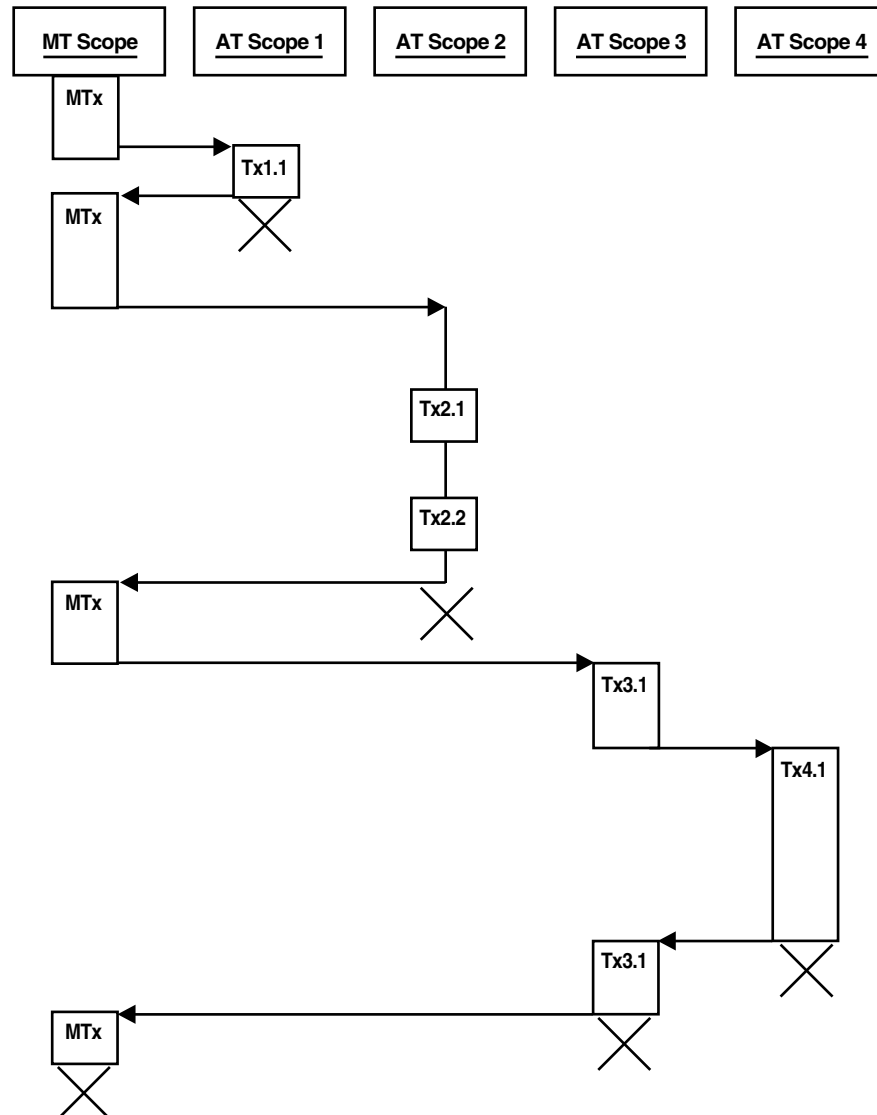 MT Scope
AT Scope 1
AT Scope 2
AT Scope 3
AT Scope 4
MTx
Tx1.1
MTx
Tx2.1
Tx2.2
MTx
Tx3.1
Tx4.1
Tx3.1
MTx